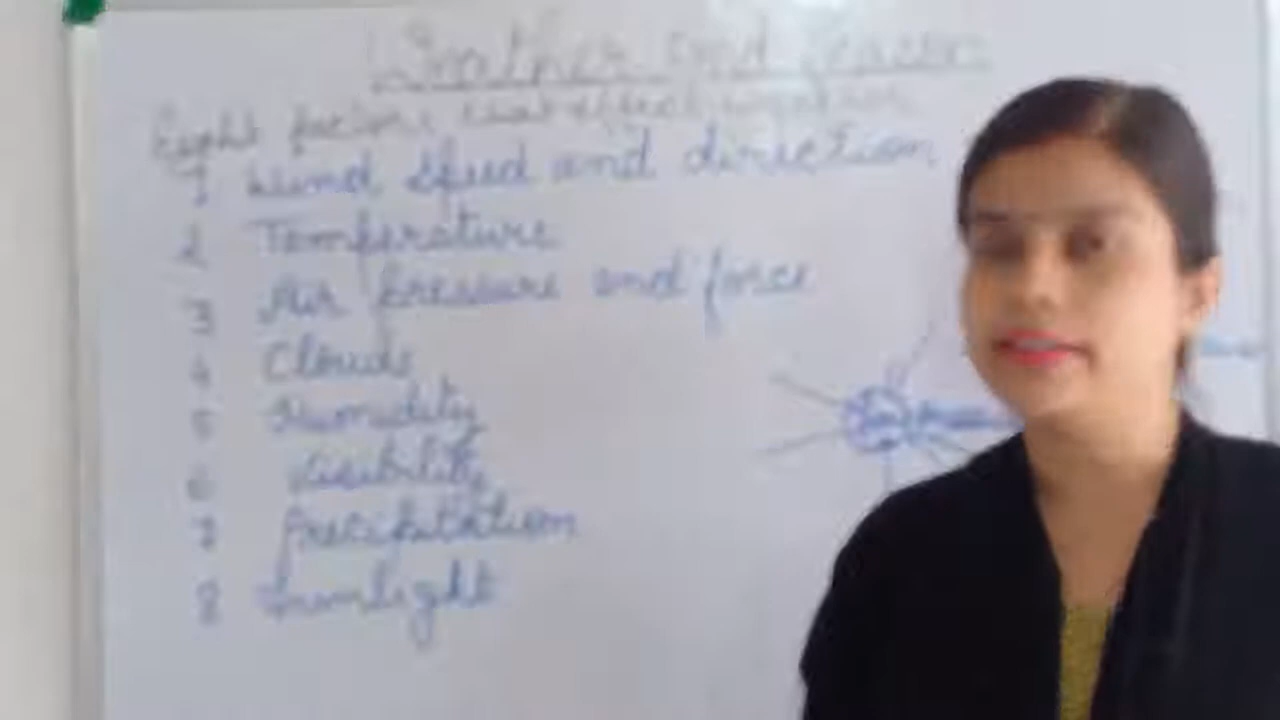 Weather and Season
Eight factors that affect weather
1 Wind speed and direction
2 Temperature
3 Air pressure and force
4 Clouds
5 Humidity
6 Visibility
7 Precipitation
8 Sunlight